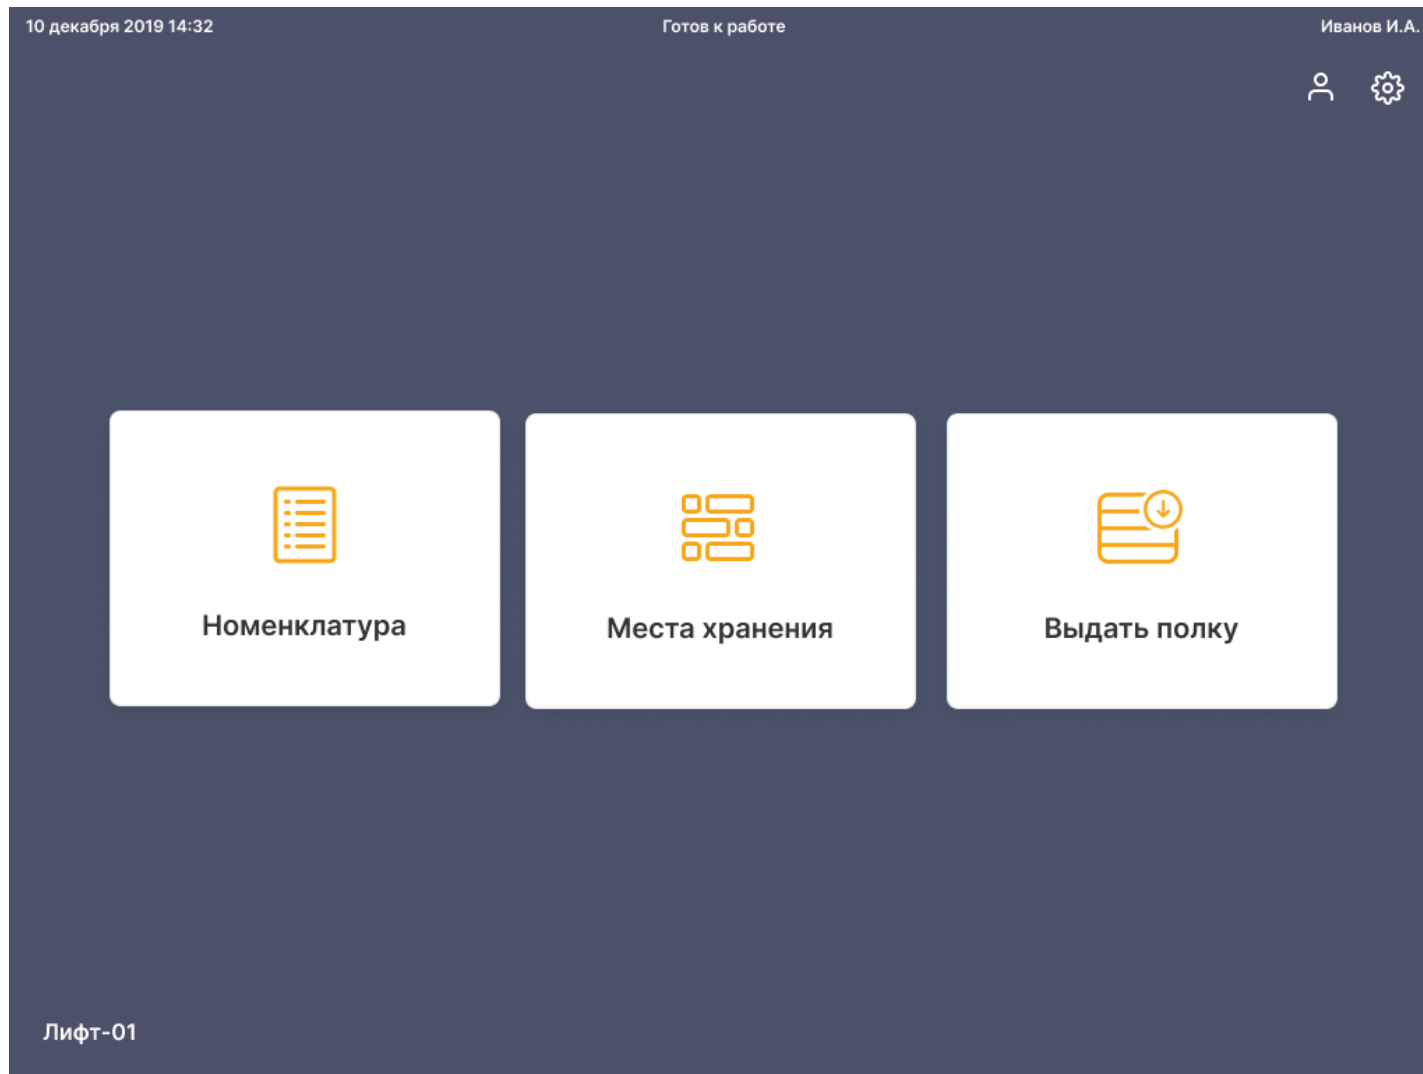 10 декабря 2019 14:32
Готов к работе
Иванов И.А.
Номенклатура
Места хранения
Выдать полку
Лифт-01